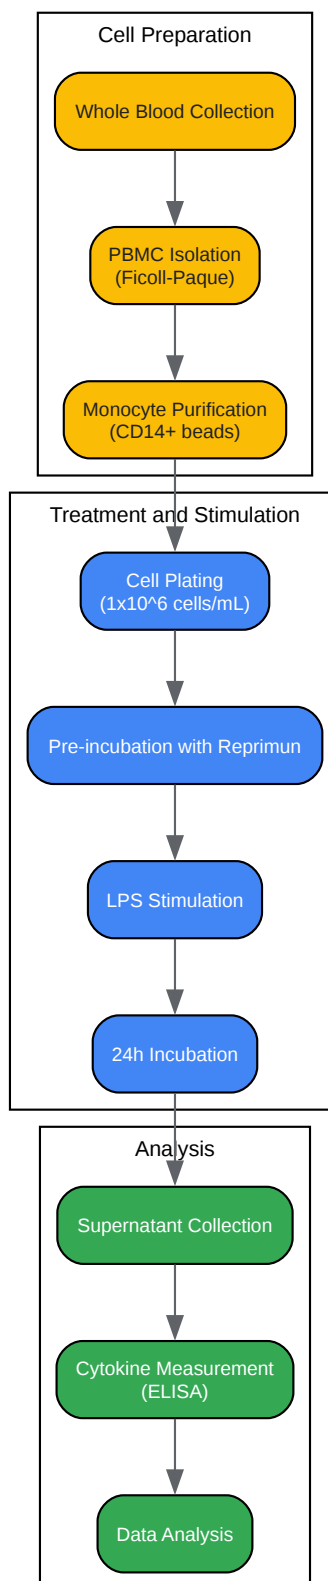 Cell Preparation
Whole Blood Collection
PBMC Isolation
(Ficoll-Paque)
Monocyte Purification
(CD14+ beads)
Treatment and Stimulation
Cell Plating
(1x10^6 cells/mL)
Pre-incubation with Reprimun
LPS Stimulation
24h Incubation
Analysis
Supernatant Collection
Cytokine Measurement
(ELISA)
Data Analysis